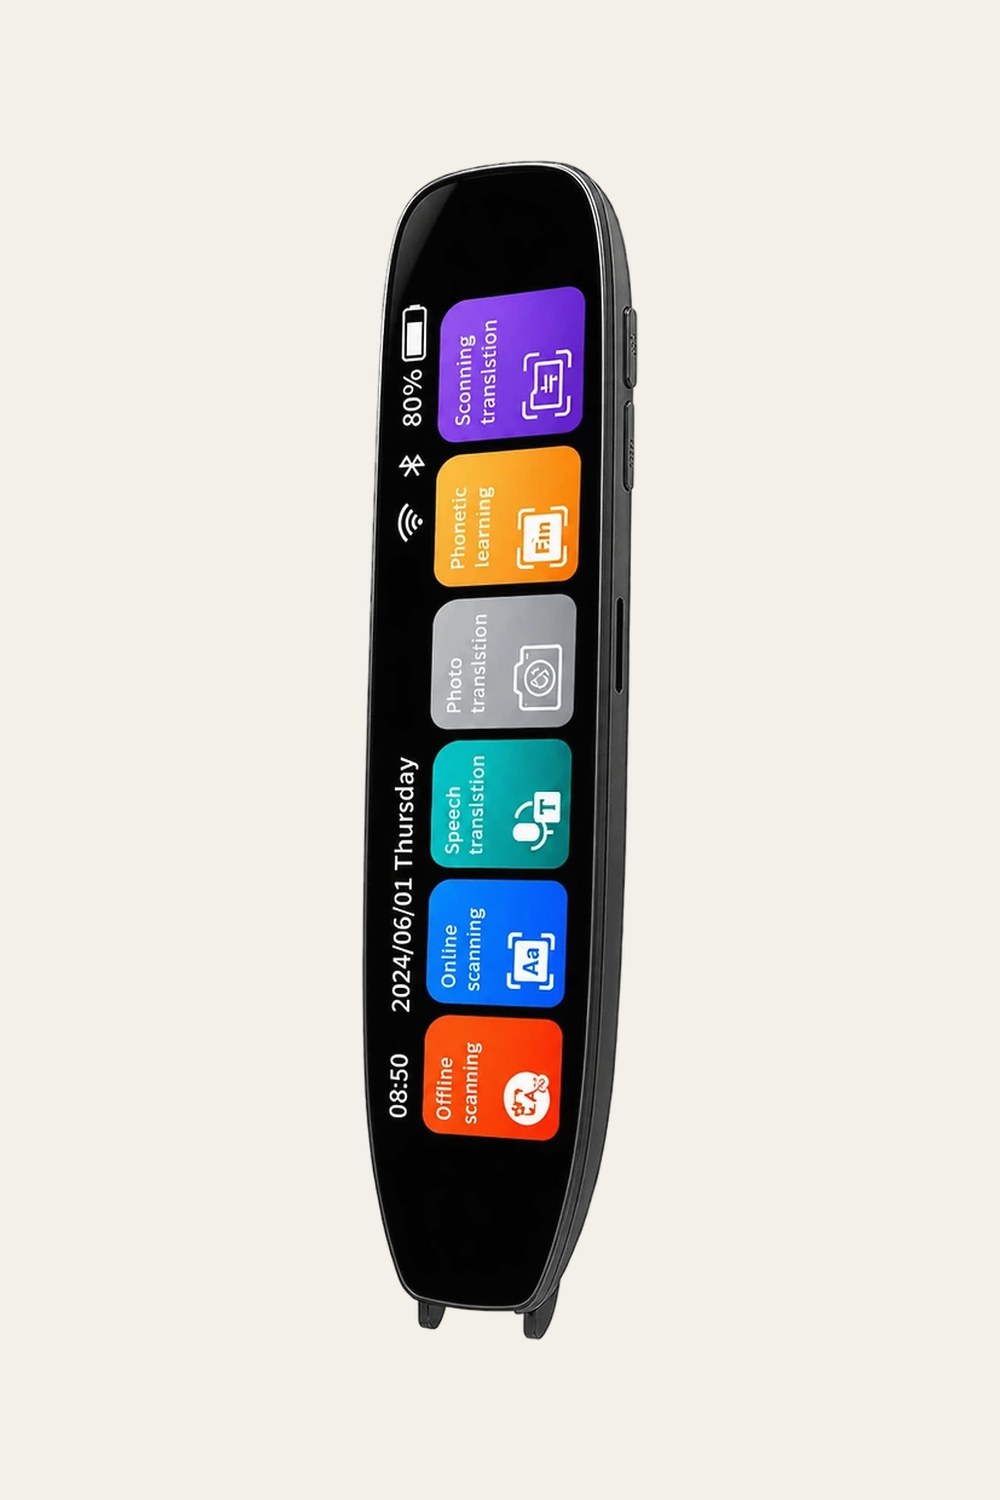 08:50 2024/06/01 Thursday 80%
Offline
scanning
Online
scanning
Aa
Speech
translstion
T
Photo
translstion
Phonetic
learning
Sconning
translstion